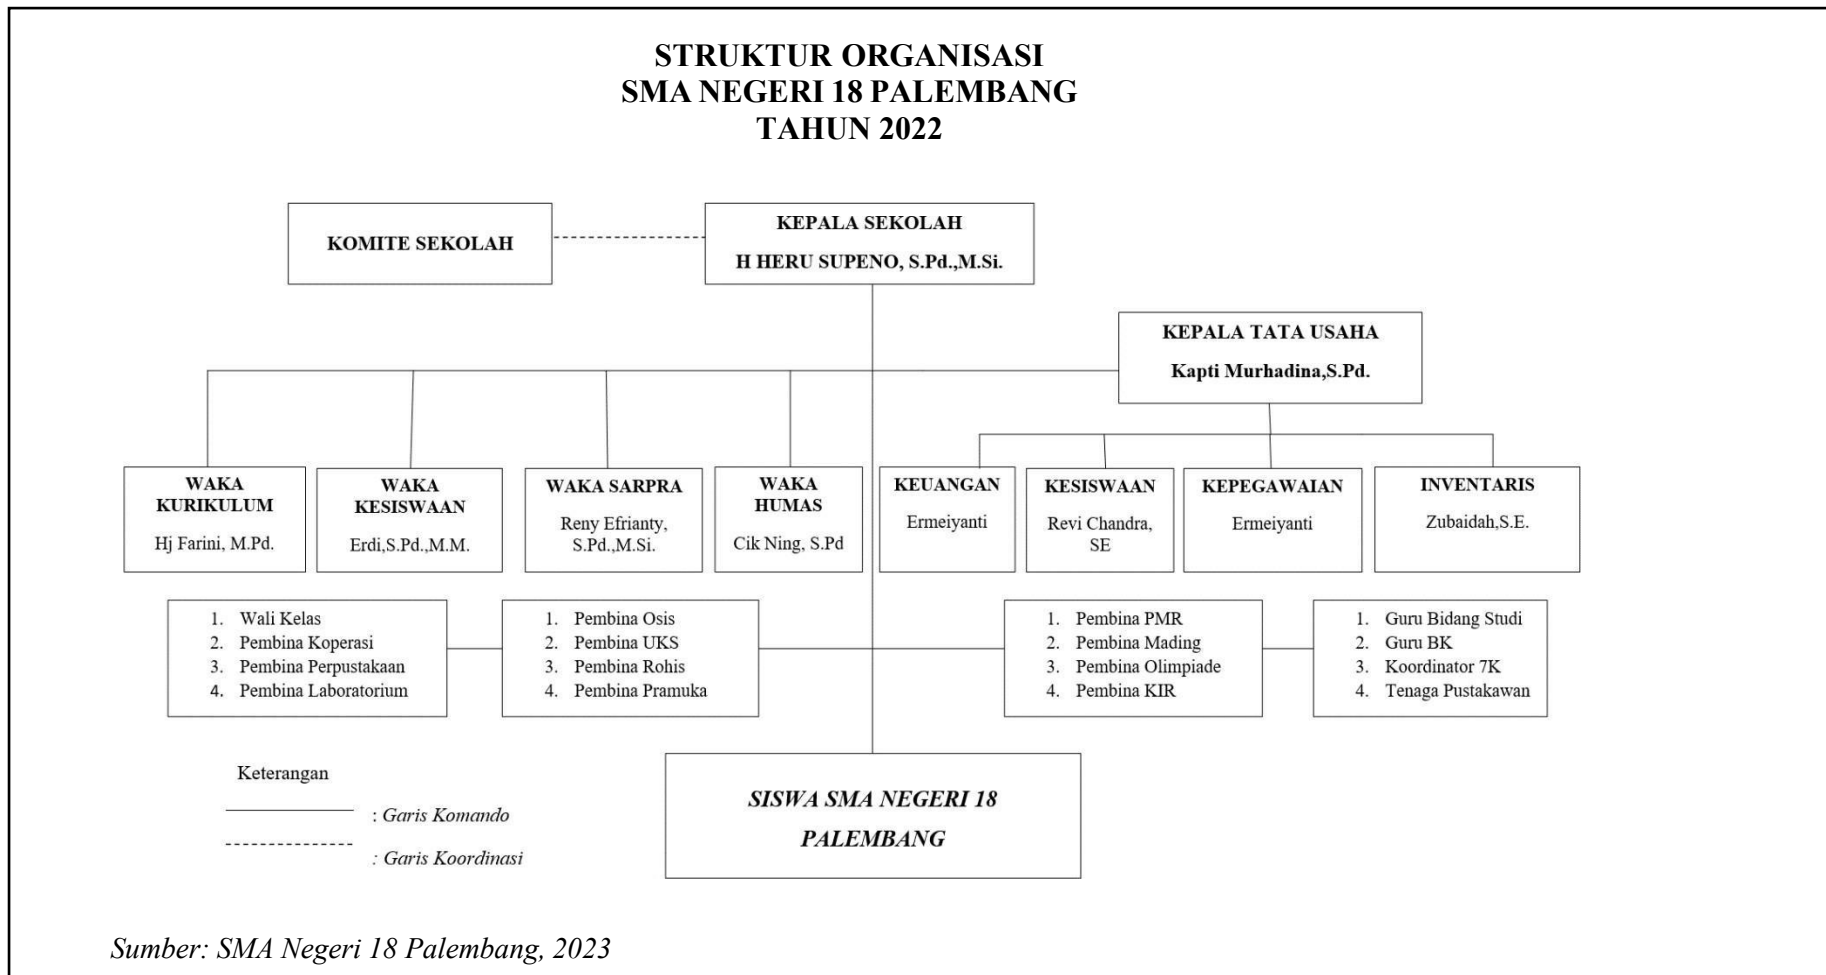 STRUKTUR ORGANISASI
SMA NEGERI 18 PALEMBANG
TAHUN 2022
KOMITE SEKOLAH
KEPALA SEKOLAH
H HERU SUPENO, S.Pd.,M.Si.
KEPALA TATA USAHA
Kapti Murhadina,S.Pd.
WAKA
KURIKULUM
Hj Farini, M.Pd.
WAKA
KESISWAAN
Erdi,S.Pd.,M.M.
WAKA SARPRA
Reny Efrianty,
S.Pd.,M.Si.
WAKA
HUMAS
Cik Ning, S.Pd
KEUANGAN
Ermeiyanti
KESISWAAN
Revi Chandra,
SE
KEPEGAWAIAN
Ermeiyanti
INVENTARIS
Zubaidah,S.E.
1. Wali Kelas
2. Pembina Koperasi
3. Pembina Perpustakaan
4. Pembina Laboratorium
1. Pembina Osis
2. Pembina UKS
3. Pembina Rohis
4. Pembina Pramuka
1. Pembina PMR
2. Pembina Mading
3. Pembina Olimpiade
4. Pembina KIR
1. Guru Bidang Studi
2. Guru BK
3. Koordinator 7K
4. Tenaga Pustakawan
SISWA SMA NEGERI 18
PALEMBANG
Keterangan
: Garis Komando
: Garis Koordinasi
Sumber: SMA Negeri 18 Palembang, 2023